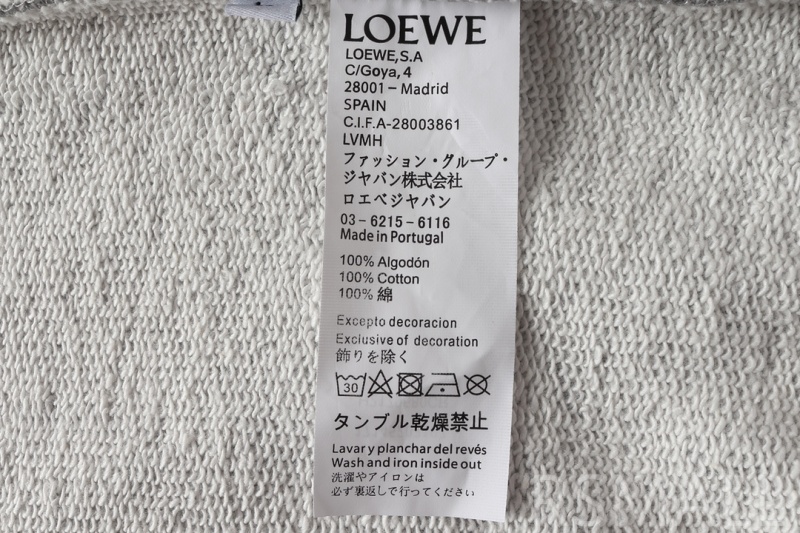 LOEWE
LOEWE,S.A
C/Goya, 4
28001 – Madrid
SPAIN
C.I.F.A-28003861
LVMH
ファッション・グループ・
ジャバン株式会社
ロエベジャバン
03 – 6215 – 6116
Made in Portugal
100% Algodón
100% Cotton
100% 綿
Excepto decoracion
Exclusive of decoration
飾りを除く
30
タンブル乾燥禁止
Lavar y planchar del revés
Wash and iron inside out
洗濯やアイロンは
必ず裏返しで行ってください